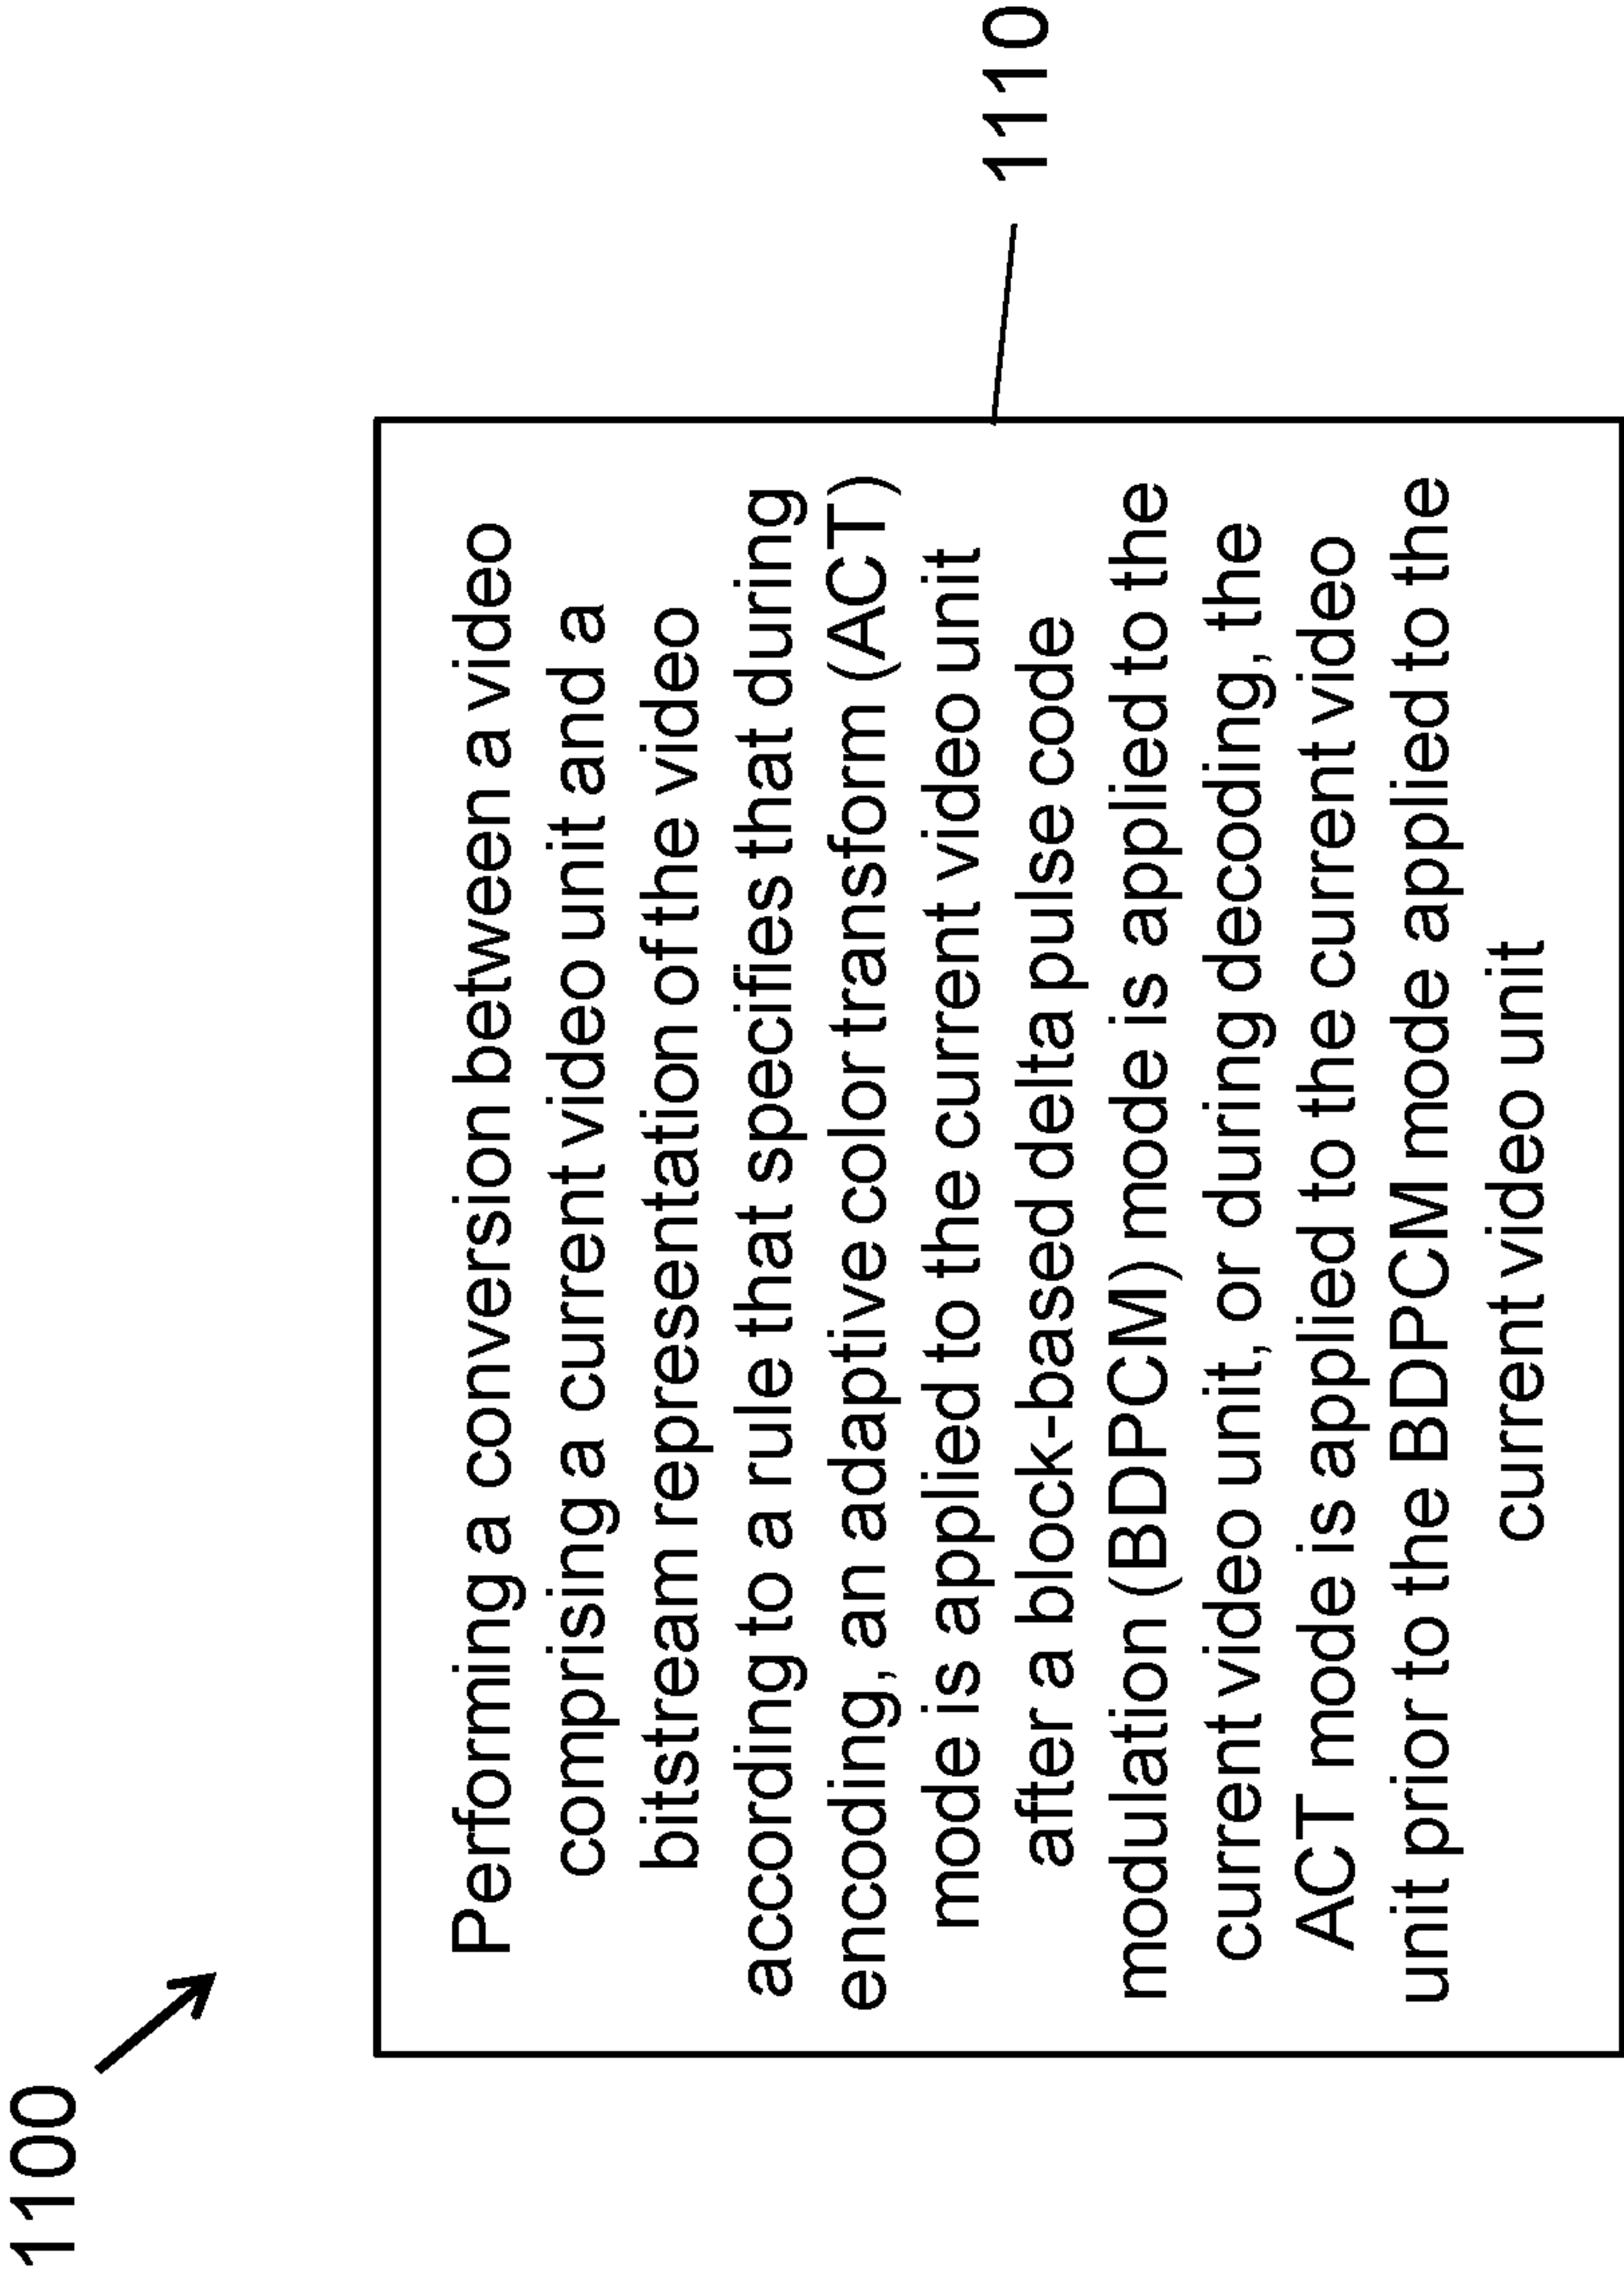 1100
Performing a conversion between a video
comprising a current video unit and a
bitstream representation of the video
according to a rule that specifies that during
encoding, an adaptive color transform (ACT)
mode is applied to the current video unit
after a block-based delta pulse code
modulation (BDPCM) mode is applied to the
current video unit, or during decoding, the
ACT mode is applied to the current video
unit prior to the BDPCM mode applied to the
current video unit
1110